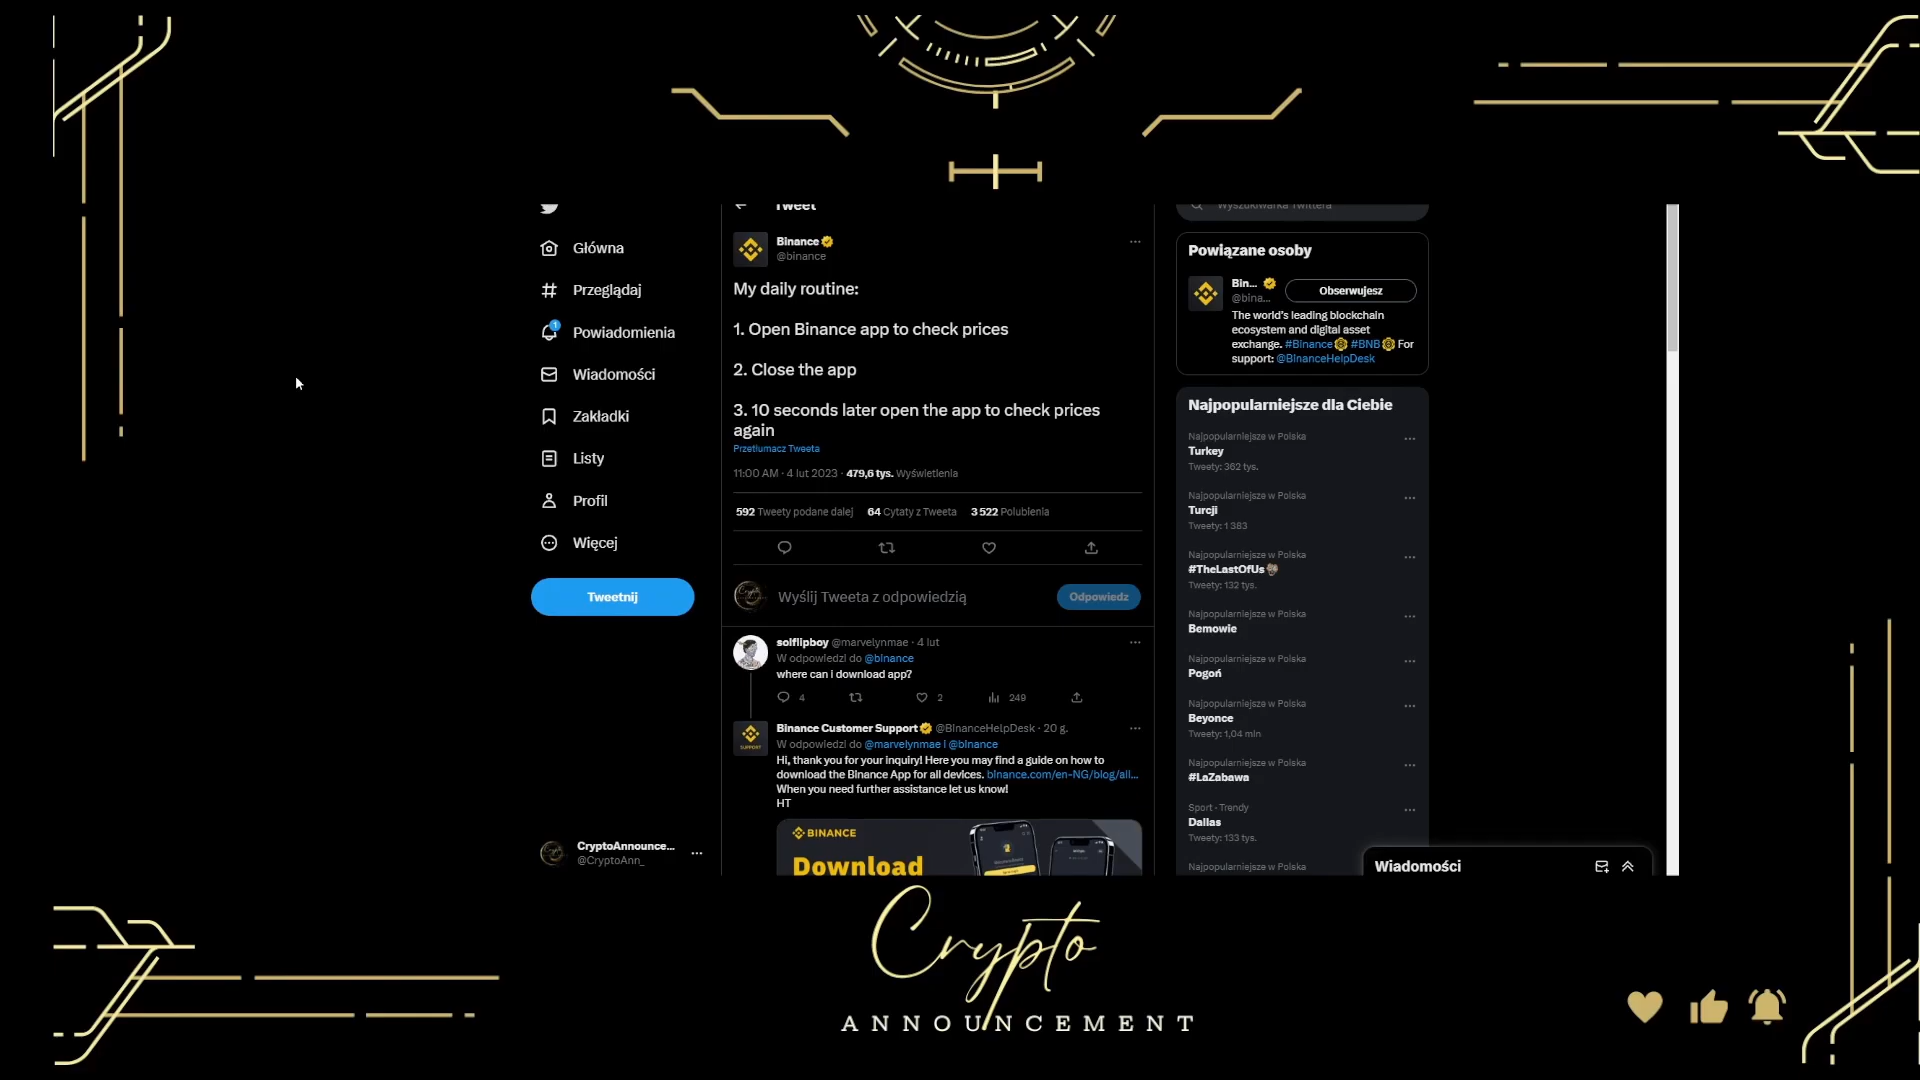 Główna
Przeglądaj
1
Powiadomienia
Wiadomości
Zakładki
Listy
Profil
Więcej
Tweetnij
CryptoAnnounce...
@CryptoAnn_
Tweet
Binance
@binance
My daily routine:
1. Open Binance app to check prices
2. Close the app
3. 10 seconds later open the app to check prices
again
Przetłumacz Tweeta
11:00 AM · 4 lut 2023 · 479,6 tys. Wyświetlenia
592 Tweety podane dalej 64 Cytaty z Tweeta 3 522 Polubienia
Wyślij Tweeta z odpowiedzią
Odpowiedz
solflipboy @marvelynmae · 4 lut
W odpowiedzi do @binance
where can i download app?
4 2 249
Binance Customer Support @BinanceHelpDesk · 20 g.
W odpowiedzi do @marvelynmae i @binance
Hi, thank you for your inquiry! Here you may find a guide on how to
download the Binance App for all devices. binance.com/en-NG/blog/all...
When you need further assistance let us know!
HT
SUPPORT
BINANCE
Download
Wyszukiwarka Twittera
Powiązane osoby
Bin...
@bina...
Obserwujesz
The world's leading blockchain
ecosystem and digital asset
exchange. #Binance #BNB For
support: @BinanceHelpDesk
Najpopularniejsze dla Ciebie
Najpopularniejsze w Polska
Turkey
Tweety: 362 tys.
Najpopularniejsze w Polska
Turcji
Tweety: 1 383
Najpopularniejsze w Polska
#TheLastOfUs
Tweety: 132 tys.
Najpopularniejsze w Polska
Bemowie
Najpopularniejsze w Polska
Pogoń
Najpopularniejsze w Polska
Beyonce
Tweety: 1,04 mln
Najpopularniejsze w Polska
#LaZabawa
Sport · Trendy
Dallas
Tweety: 133 tys.
Najpopularniejsze w Polska
Wiadomości
Crypto
ANNOUNCEMENT